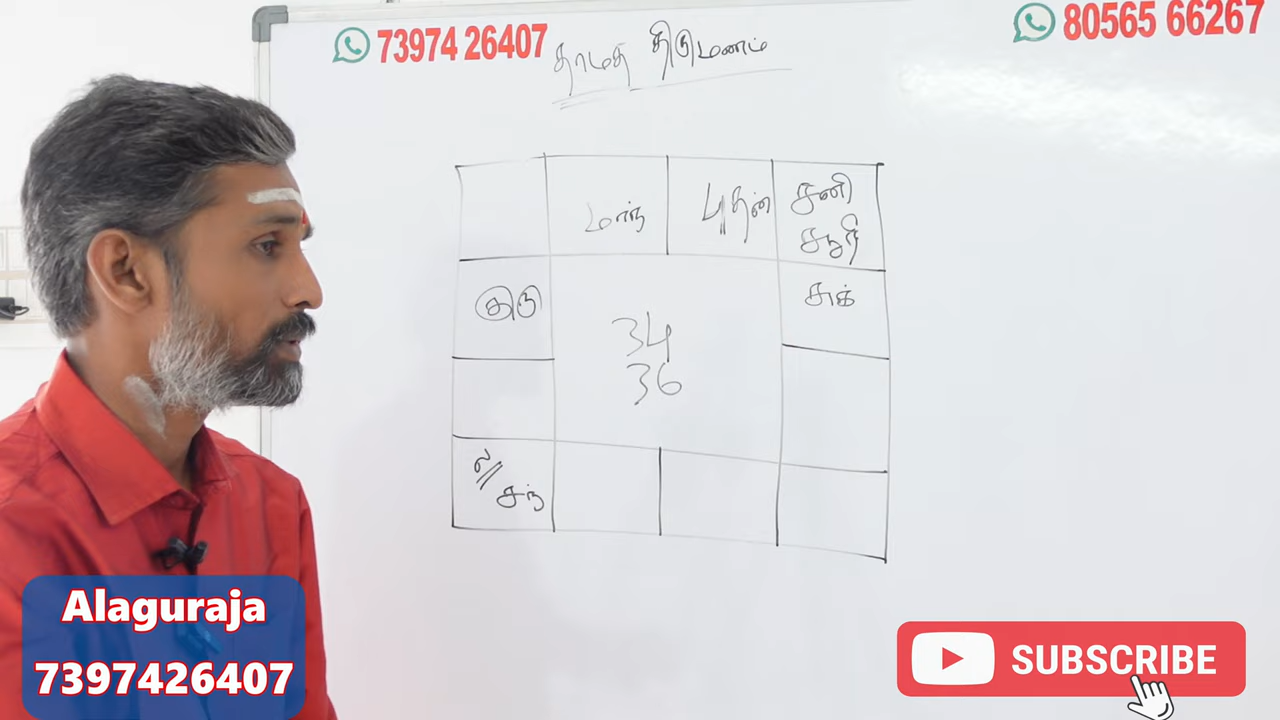 73974 26407
80565 66267
தாமத திருமணம்
மாந்
புதன்
சனி
சூரி
குரு
சுக்
34
36
ல//
சந்
Alaguraja
7397426407
SUBSCRIBE